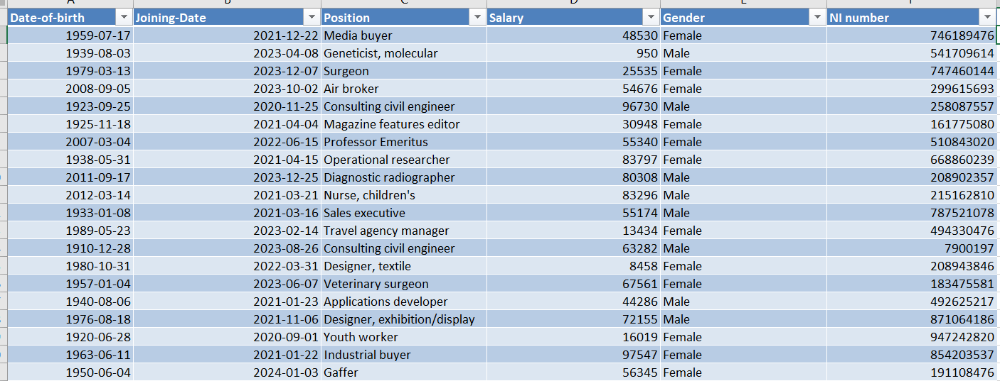 Date-of-birth Joining-Date Position Salary Gender NI number
1959-07-17 2021-12-22 Media buyer 48530 Female 746189476
1939-08-03 2023-04-08 Geneticist, molecular 950 Male 541709614
1979-03-13 2023-12-07 Surgeon 25535 Female 747460144
2008-09-05 2023-10-02 Air broker 54676 Female 299615693
1923-09-25 2020-11-25 Consulting civil engineer 96730 Male 258087557
1925-11-18 2021-04-04 Magazine features editor 30948 Female 161775080
2007-03-04 2022-06-15 Professor Emeritus 55340 Female 510843020
1938-05-31 2021-04-15 Operational researcher 83797 Female 668860239
2011-09-17 2023-12-25 Diagnostic radiographer 80308 Male 208902357
2012-03-14 2021-03-21 Nurse, children's 83296 Male 215162810
1933-01-08 2021-03-16 Sales executive 55174 Male 787521078
1989-05-23 2023-02-14 Travel agency manager 13434 Female 494330476
1910-12-28 2023-08-26 Consulting civil engineer 63282 Male 7900197
1980-10-31 2022-03-31 Designer, textile 8458 Female 208943846
1957-01-04 2023-06-07 Veterinary surgeon 67561 Female 183475581
1940-08-06 2021-01-23 Applications developer 44286 Male 492625217
1976-08-18 2021-11-06 Designer, exhibition/display 72155 Male 871064186
1920-06-28 2020-09-01 Youth worker 16019 Female 947242820
1963-06-11 2021-01-22 Industrial buyer 97547 Female 854203537
1950-06-04 2024-01-03 Gaffer 56345 Female 191108476